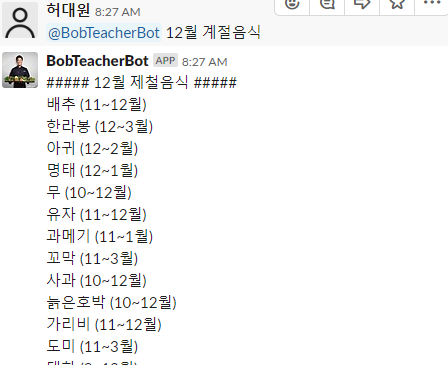 허대원 8:27 AM
@BobTeacherBot 12월 계절음식
BobTeacherBot APP 8:27 AM
##### 12월 제철음식 #####
배추 (11~12월)
한라봉 (12~3월)
아귀 (12~2월)
명태 (12~1월)
무 (10~12월)
유자 (11~12월)
과메기 (11~1월)
꼬막 (11~3월)
사과 (10~12월)
늙은호박 (10~12월)
가리비 (11~12월)
도미 (11~3월)